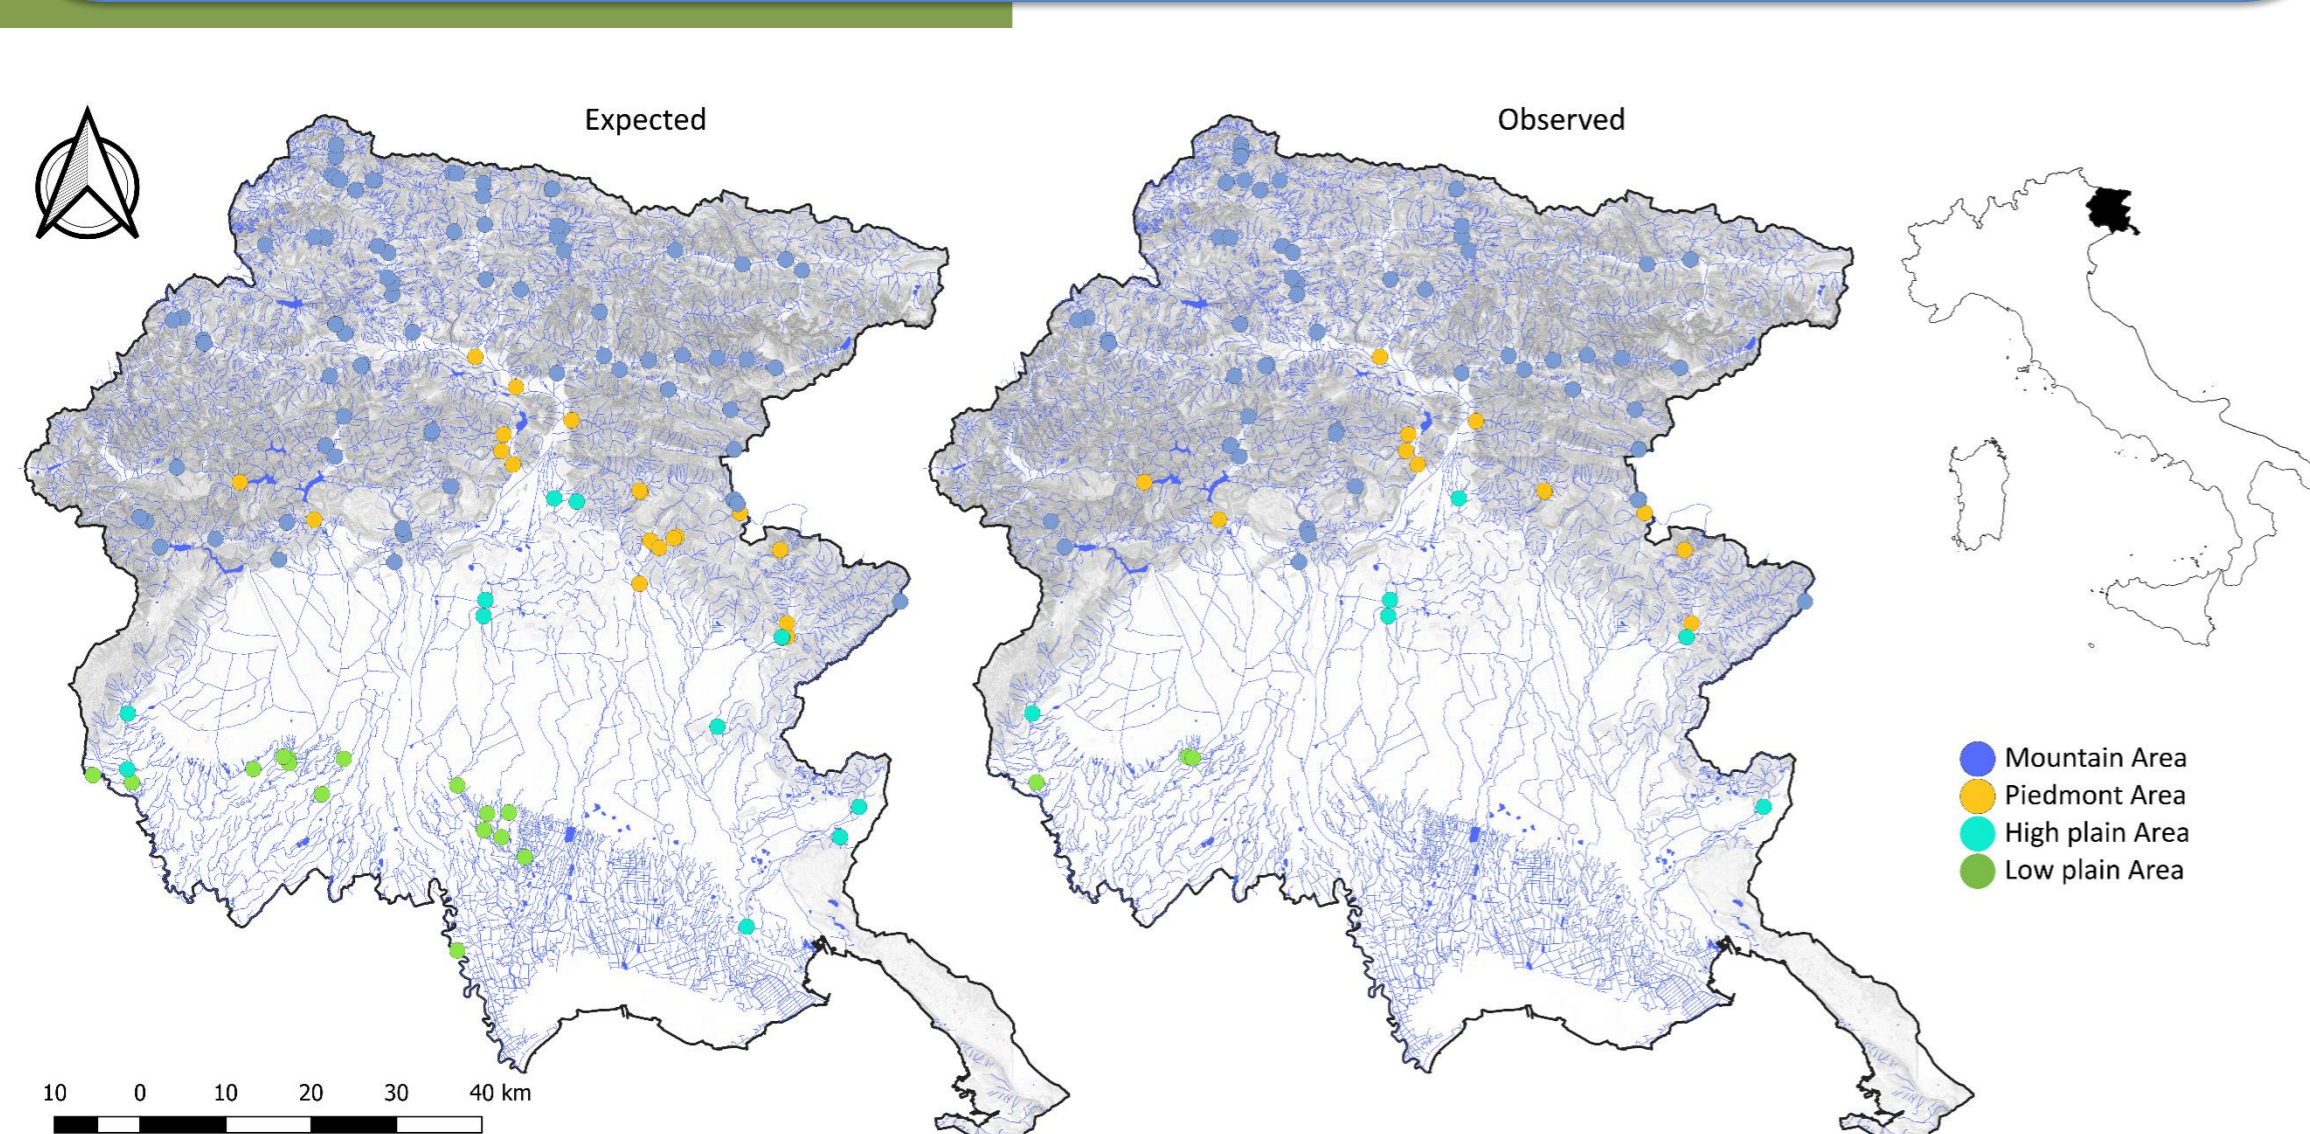 Expected
Observed
Mountain Area
Piedmont Area
High plain Area
Low plain Area
10 0 10 20 30 40 km